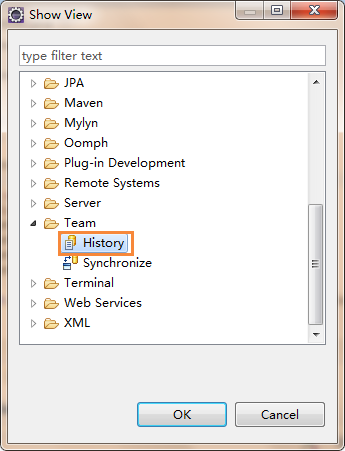 Show View
type filter text
JPA
Maven
Mylyn
Oomph
Plug-in Development
Remote Systems
Server
Team
History
Synchronize
Terminal
Web Services
XML
OK
Cancel